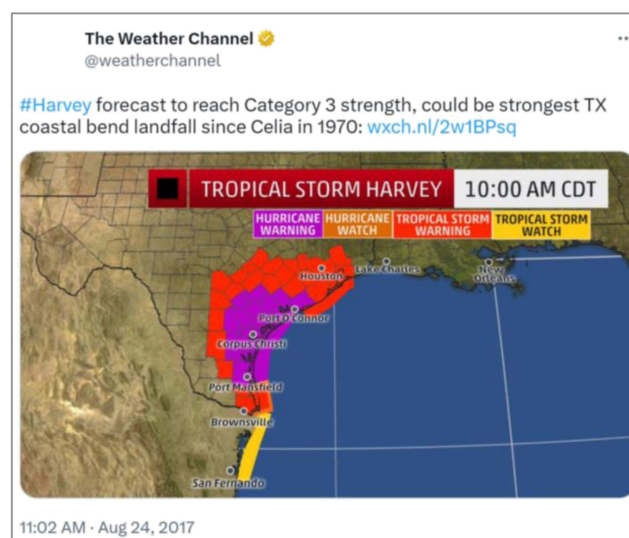 The Weather Channel
@weatherchannel
#Harvey forecast to reach Category 3 strength, could be strongest TX
coastal bend landfall since Celia in 1970: wxch.nl/2w1BPsq
TROPICAL STORM HARVEY 10:00 AM CDT
HURRICANE WARNING HURRICANE WATCH TROPICAL STORM WARNING TROPICAL STORM WATCH
Houston
Lake Charles
New Orleans
Port O Connor
Corpus Christi
Port Mansfield
Brownsville
San Fernando
11:02 AM · Aug 24, 2017